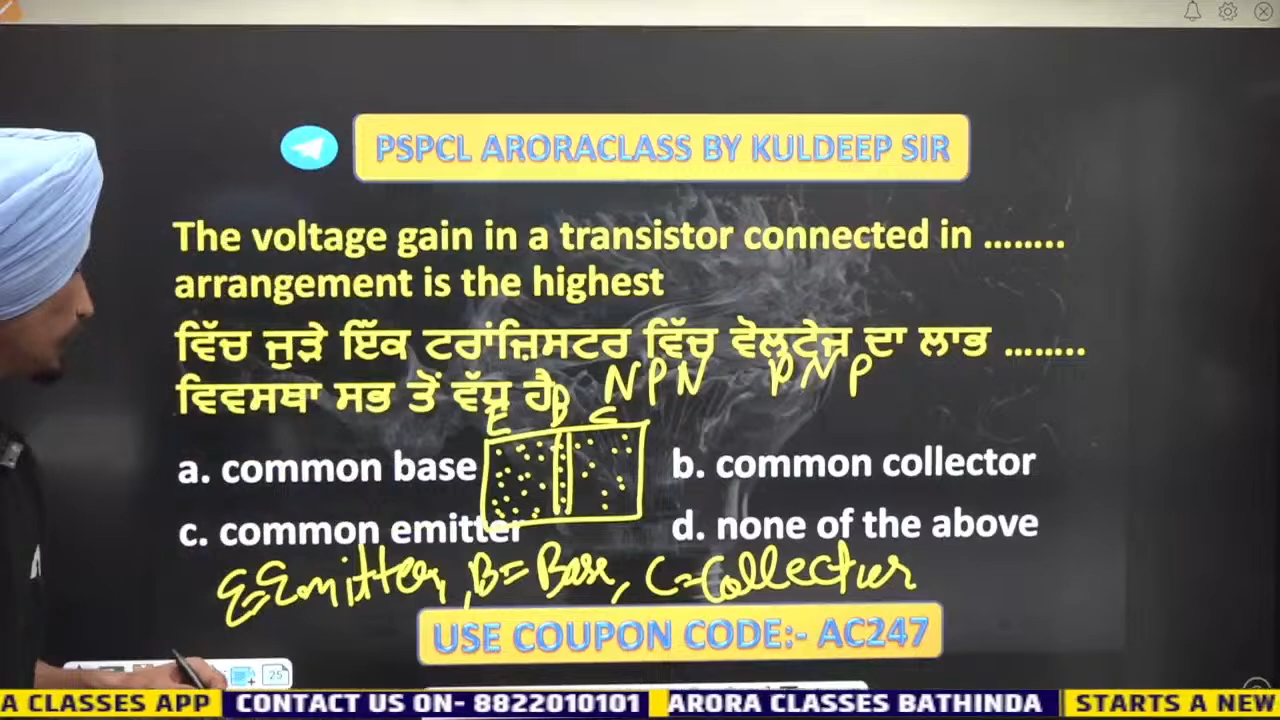 PSPCL ARORACLASS BY KULDEEP SIR
The voltage gain in a transistor connected in ........
arrangement is the highest
ਵਿੱਚ ਜੁੜੇ ਇੱਕ ਟਰਾਂਜ਼ਿਸਟਰ ਵਿੱਚ ਵੋਲਟੇਜ ਦਾ ਲਾਭ ........
ਵਿਵਸਥਾ ਸਭ ਤੋਂ ਵੱਧ ਹੈ
NPN PNP
E B C
a. common base
b. common collector
c. common emitter
d. none of the above
E=Emitter, B=Base, C=Collector
USE COUPON CODE:- AC247
25
A CLASSES APP
CONTACT US ON- 8822010101
ARORA CLASSES BATHINDA
STARTS A NEW